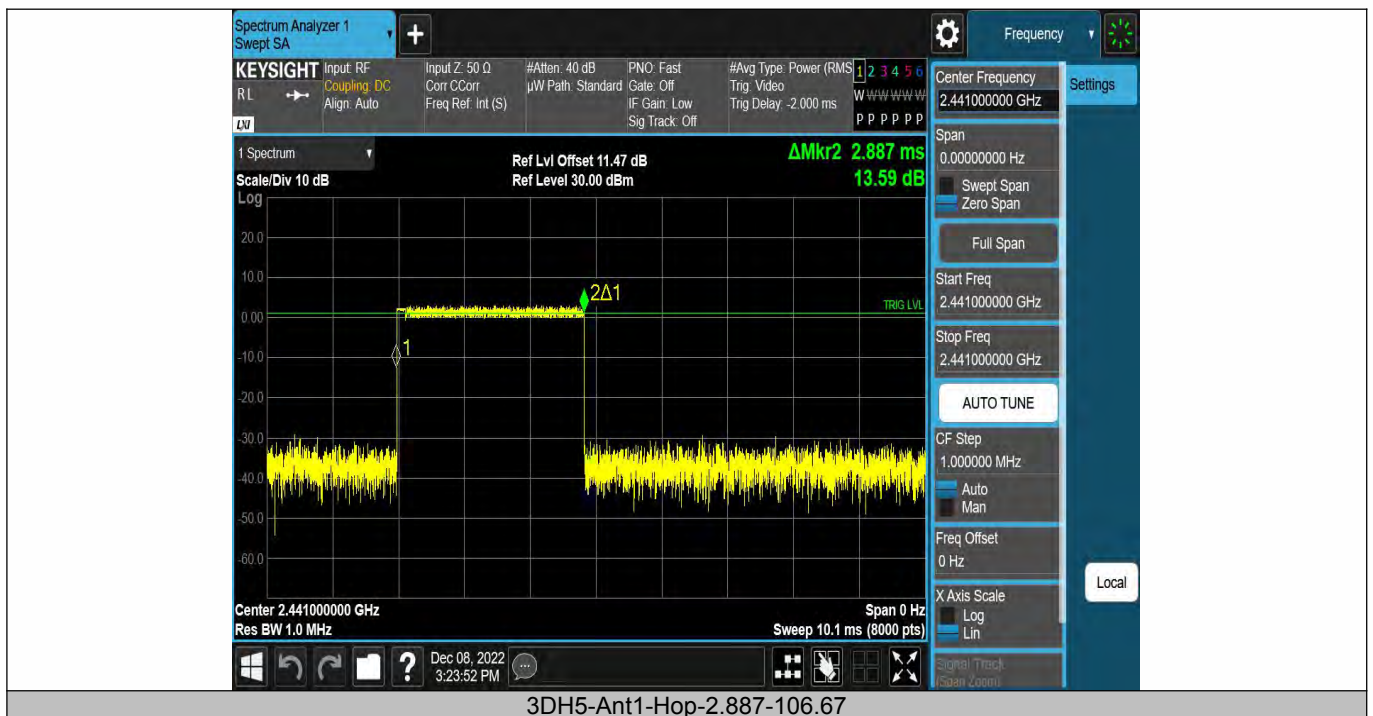 Spectrum Analyzer 1
Swept SA
+
Frequency
KEYSIGHT
R L
LXI
Input: RF
Coupling: DC
Align: Auto
Input Z: 50 Ω
Corr CCorr
Freq Ref: Int (S)
#Atten: 40 dB
µW Path: Standard
PNO: Fast
Gate: Off
IF Gain: Low
Sig Track: Off
#Avg Type: Power (RMS
Trig: Video
Trig Delay: -2.000 ms
1 2 3 4 5 6
W W W W W W
P P P P P P
Center Frequency
2.441000000 GHz
Settings
1 Spectrum
Scale/Div 10 dB
Ref Lvl Offset 11.47 dB
Ref Level 30.00 dBm
ΔMkr2 2.887 ms
13.59 dB
Log
20.0
10.0
0.00
-10.0
-20.0
-30.0
-40.0
-50.0
-60.0
2Δ1
1
TRIG LVL
Span
0.00000000 Hz
Swept Span
Zero Span
Full Span
Start Freq
2.441000000 GHz
Stop Freq
2.441000000 GHz
AUTO TUNE
CF Step
1.000000 MHz
Auto
Man
Freq Offset
0 Hz
X Axis Scale
Log
Lin
Signal Track
(Span Zoom)
Local
Center 2.441000000 GHz
Res BW 1.0 MHz
Span 0 Hz
Sweep 10.1 ms (8000 pts)
?
Dec 08, 2022
3:23:52 PM
3DH5-Ant1-Hop-2.887-106.67